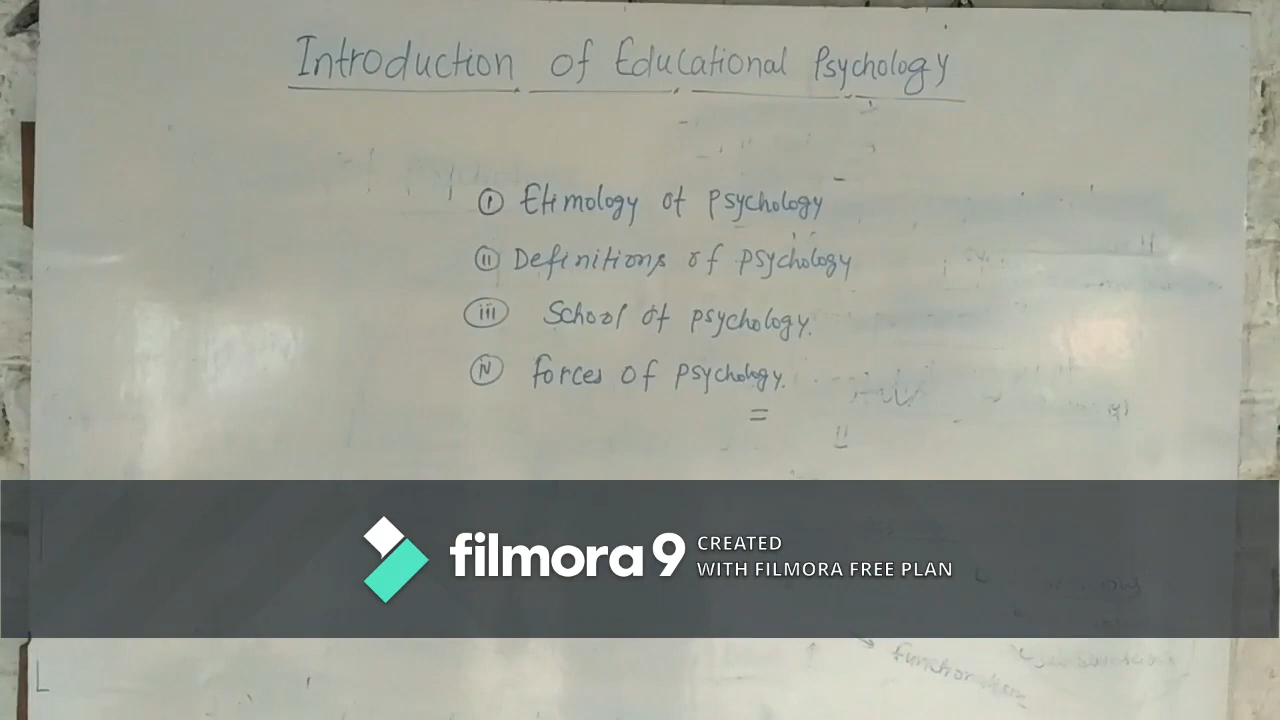 Introduction of Educational Psychology
(i) Etimology of psychology
(ii) Definitions of psychology
(iii) School of psychology.
(iv) forces of psychology.
filmora 9 CREATED
WITH FILMORA FREE PLAN